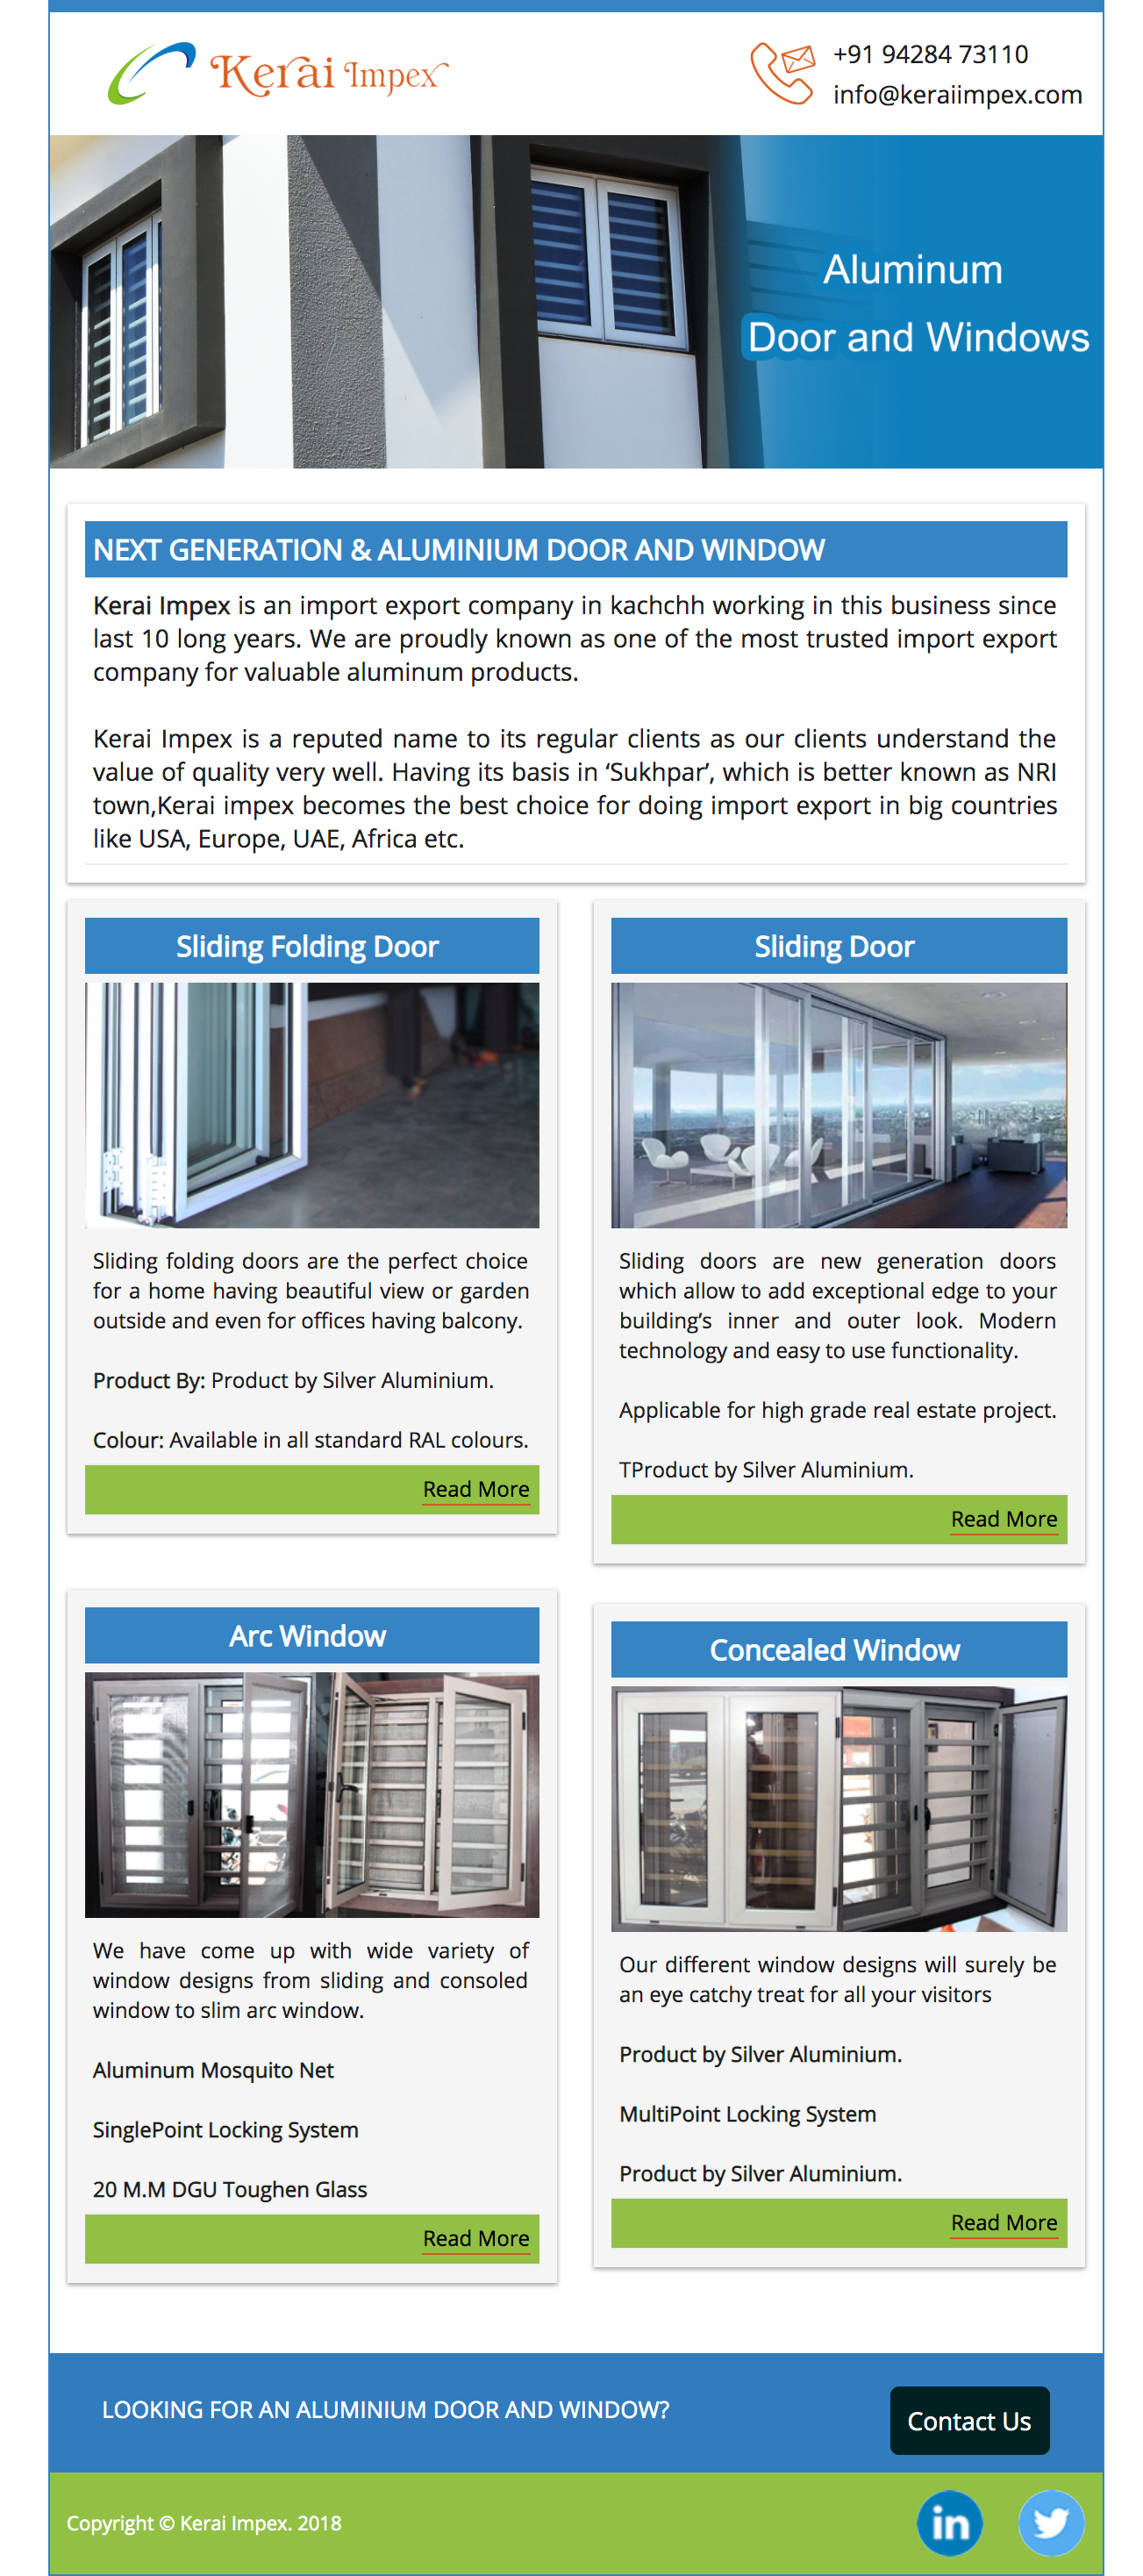 Kerai Impex
+91 94284 73110
info@keraiimpex.com
Aluminum
Door and Windows
NEXT GENERATION & ALUMINIUM DOOR AND WINDOW
Kerai Impex is an import export company in kachchh working in this business since
last 10 long years. We are proudly known as one of the most trusted import export
company for valuable aluminum products.
Kerai Impex is a reputed name to its regular clients as our clients understand the
value of quality very well. Having its basis in ‘Sukhpar’, which is better known as NRI
town,Kerai impex becomes the best choice for doing import export in big countries
like USA, Europe, UAE, Africa etc.
Sliding Folding Door
Sliding folding doors are the perfect choice
for a home having beautiful view or garden
outside and even for offices having balcony.
Product By: Product by Silver Aluminium.
Colour: Available in all standard RAL colours.
Read More
Sliding Door
Sliding doors are new generation doors
which allow to add exceptional edge to your
building’s inner and outer look. Modern
technology and easy to use functionality.
Applicable for high grade real estate project.
TProduct by Silver Aluminium.
Read More
Arc Window
We have come up with wide variety of
window designs from sliding and consoled
window to slim arc window.
Aluminum Mosquito Net
SinglePoint Locking System
20 M.M DGU Toughen Glass
Read More
Concealed Window
Our different window designs will surely be
an eye catchy treat for all your visitors
Product by Silver Aluminium.
MultiPoint Locking System
Product by Silver Aluminium.
Read More
LOOKING FOR AN ALUMINIUM DOOR AND WINDOW?
Contact Us
Copyright © Kerai Impex. 2018
in